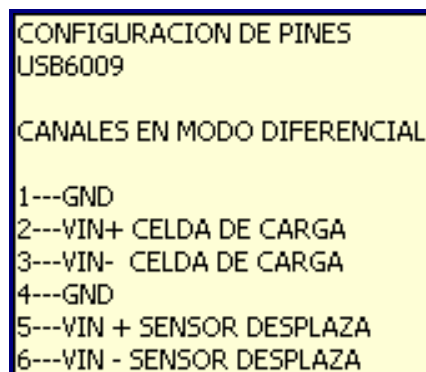 CONFIGURACION DE PINES
USB6009
CANALES EN MODO DIFERENCIAL
1---GND
2---VIN+ CELDA DE CARGA
3---VIN-  CELDA DE CARGA
4---GND
5---VIN + SENSOR DESPLAZA
6---VIN - SENSOR DESPLAZA